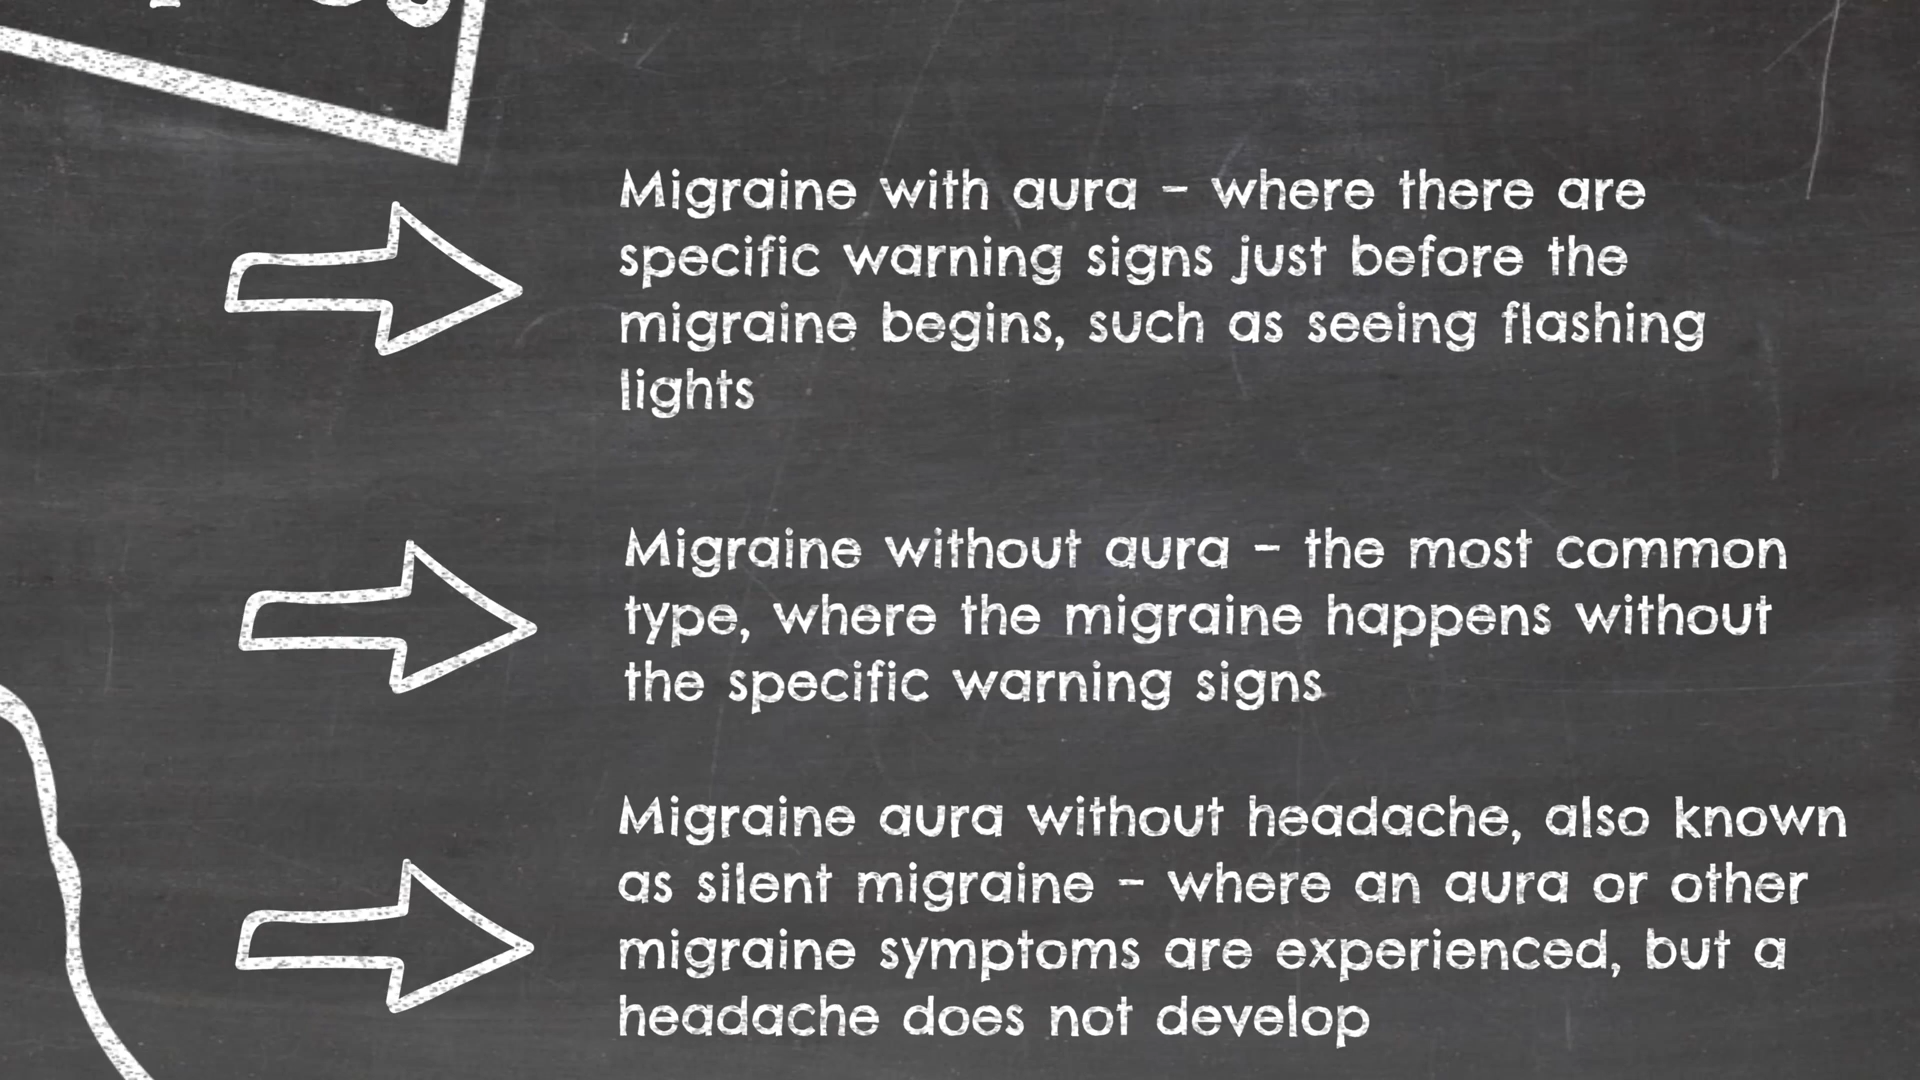 Migraine with aura – where there are
specific warning signs just before the
migraine begins, such as seeing flashing
lights
Migraine without aura – the most common
type, where the migraine happens without
the specific warning signs
Migraine aura without headache, also known
as silent migraine – where an aura or other
migraine symptoms are experienced, but a
headache does not develop